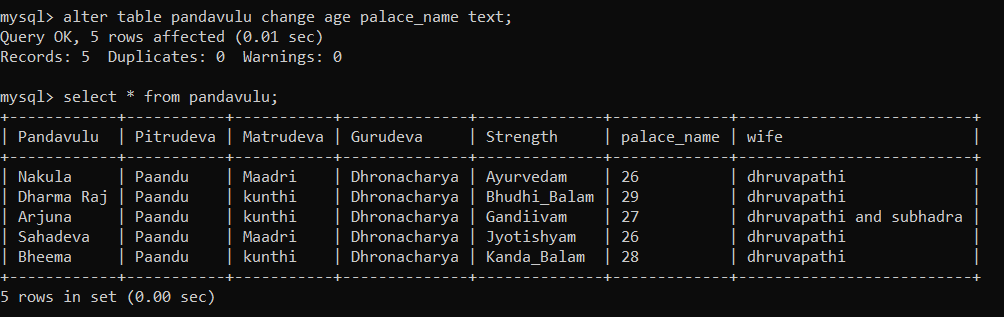 mysql> alter table pandavulu change age palace_name text;
Query OK, 5 rows affected (0.01 sec)
Records: 5  Duplicates: 0  Warnings: 0

mysql> select * from pandavulu;
+------------+-----------+-----------+--------------+--------------+-------------+-------------------------+
| Pandavulu  | Pitrudeva | Matrudeva | Gurudeva     | Strength     | palace_name | wife                    |
+------------+-----------+-----------+--------------+--------------+-------------+-------------------------+
| Nakula     | Paandu    | Maadri    | Dhronacharya | Ayurvedam    | 26          | dhruvapathi             |
| Dharma Raj | Paandu    | kunthi    | Dhronacharya | Bhudhi_Balam | 29          | dhruvapathi             |
| Arjuna     | Paandu    | kunthi    | Dhronacharya | Gandiivam    | 27          | dhruvapathi and subhadra |
| Sahadeva   | Paandu    | Maadri    | Dhronacharya | Jyotishyam   | 26          | dhruvapathi             |
| Bheema     | Paandu    | kunthi    | Dhronacharya | Kanda_Balam  | 28          | dhruvapathi             |
+------------+-----------+-----------+--------------+--------------+-------------+-------------------------+
5 rows in set (0.00 sec)